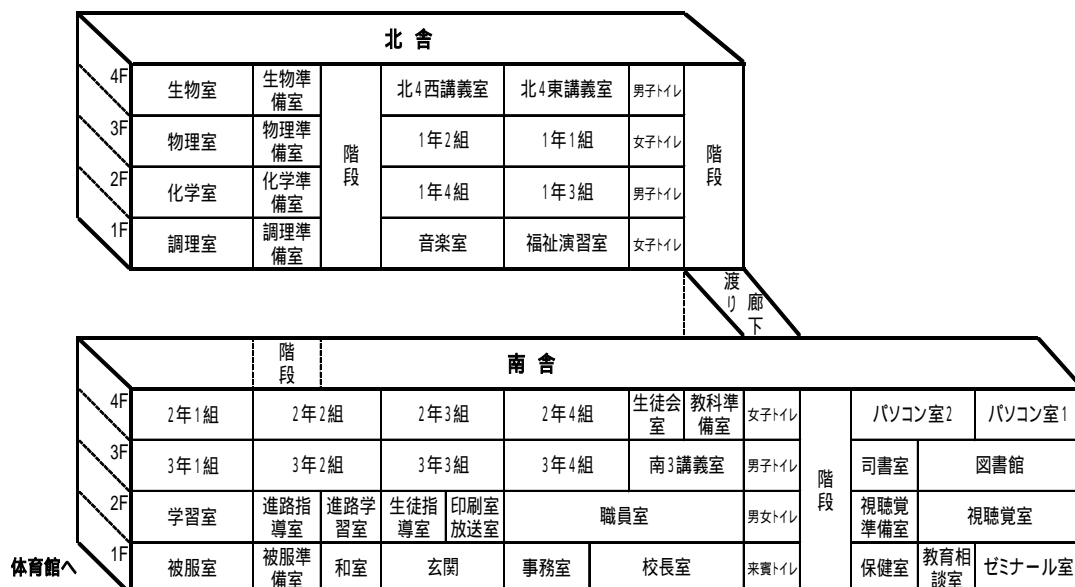 北 舎
4F 生物室 生物準 備室 北4西講義室 北4東講義室 男子トイレ
3F 物理室 物理準 備室 1年2組 1年1組 女子トイレ
階段 階段
2F 化学室 化学準 備室 1年4組 1年3組 男子トイレ
1F 調理室 調理準 備室 音楽室 福祉演習室 女子トイレ
渡り廊下
階段 南 舎
4F 2年1組 2年2組 2年3組 2年4組 生徒会 室 教科準 備室 女子トイレ パソコン室2 パソコン室1
3F 3年1組 3年2組 3年3組 3年4組 南3講義室 男子トイレ 司書室 図書館
階段
2F 学習室 進路指 導室 進路学 習室 生徒指 導室 印刷室 放送室 職員室 男女トイレ 視聴覚 準備室 視聴覚室
体育館へ 1F 被服室 被服準 備室 和室 玄関 事務室 校長室 来賓トイレ 保健室 教育相 談室 ゼミナール室